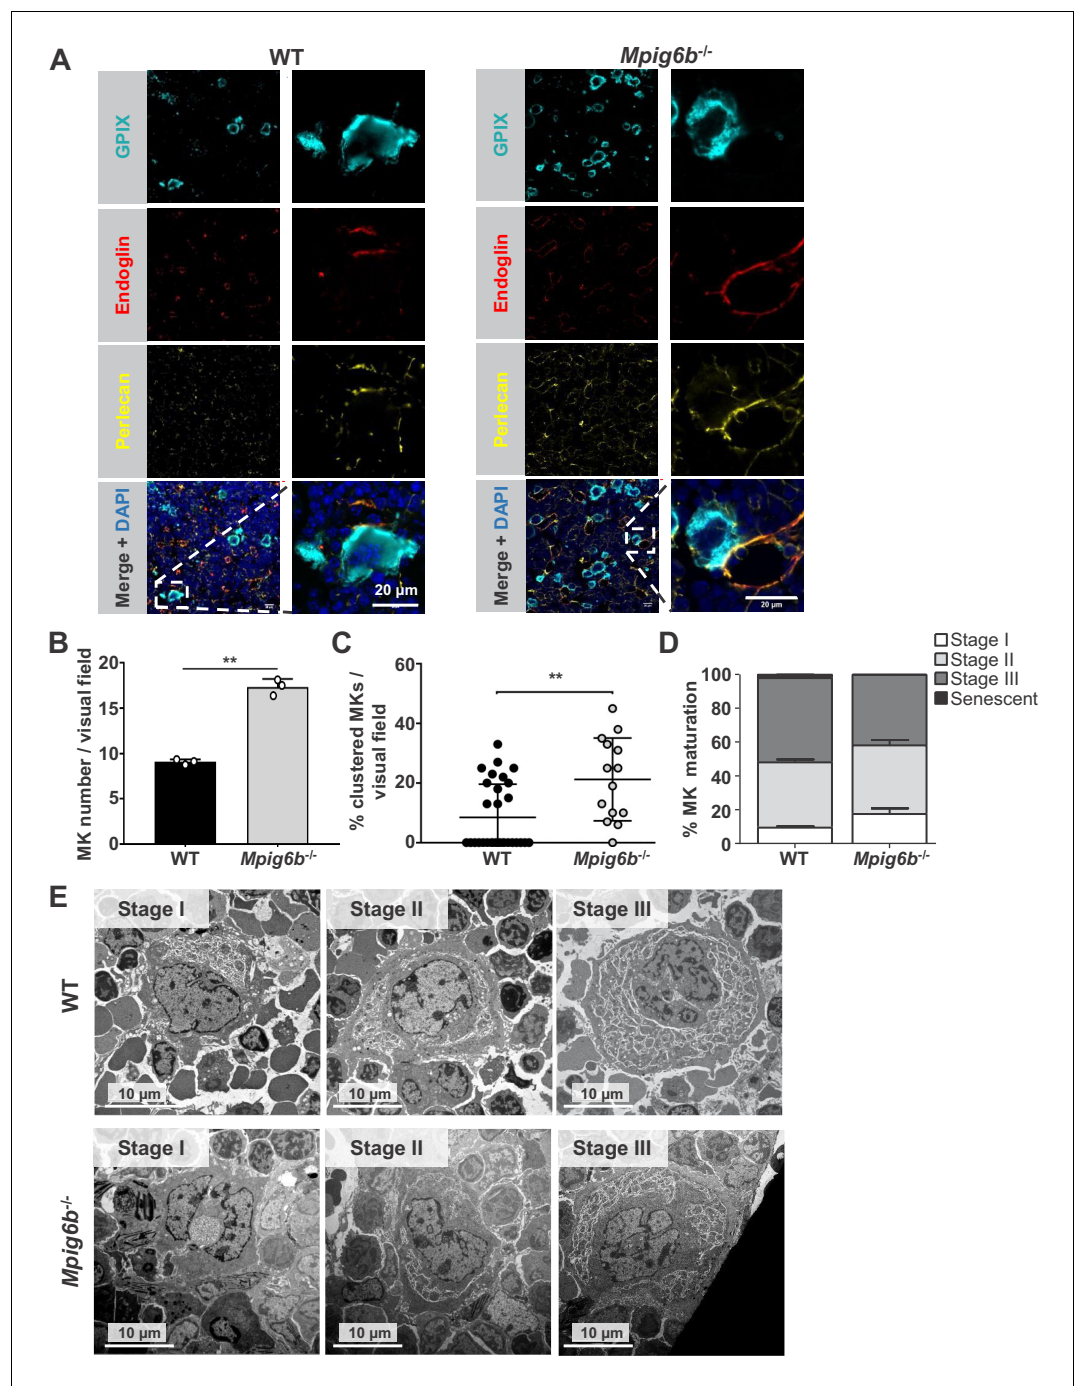 A
WT
Mpig6b-/-
GPIX
GPIX
Endoglin
Endoglin
Perlecan
Perlecan
Merge + DAPI
20 µm
Merge + DAPI
20 µm
B
MK number / visual field
20
15
10
5
0
**
WT
Mpig6b-/-
C
% clustered MKs /
visual field
60
40
20
0
**
WT
Mpig6b-/-
D
% MK maturation
100
80
60
40
20
0
WT
Mpig6b-/-
Stage I
Stage II
Stage III
Senescent
E
WT
Stage I
10 µm
Stage II
10 µm
Stage III
10 µm
Mpig6b-/-
Stage I
10 µm
Stage II
10 µm
Stage III
10 µm